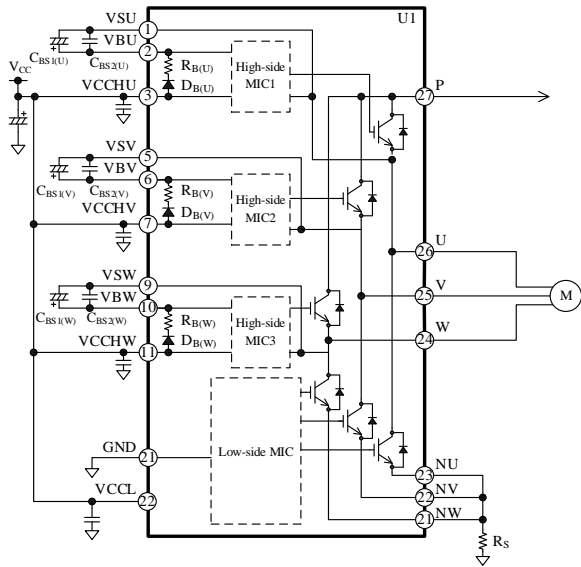 U1
VSU
1
CBS1(U)
VBU
2
CBS2(U)
VCC
RB(U)
DB(U)
High-side
MIC1
VCCHU
3
P
27
VSV
5
CBS1(V)
VBV
6
CBS2(V)
RB(V)
DB(V)
High-side
MIC2
VCCHV
7
U
26
VSW
9
V
25
M
CBS1(W)
VBW
10
CBS2(W)
RB(W)
DB(W)
High-side
MIC3
W
24
VCCHW
11
Low-side MIC
GND
21
NU
23
VCCL
22
NV
22
NW
21
RS